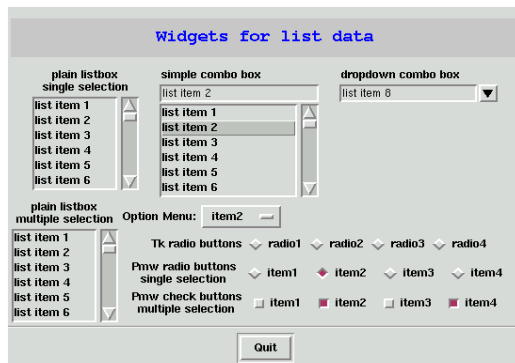 Widgets for list data
plain listbox
single selection
list item 1
list item 2
list item 3
list item 4
list item 5
list item 6
simple combo box
list item 2
list item 1
list item 2
list item 3
list item 4
list item 5
list item 6
dropdown combo box
list item 8
plain listbox
multiple selection
list item 1
list item 2
list item 3
list item 4
list item 5
list item 6
Option Menu: item2
Tk radio buttons radio1 radio2 radio3 radio4
Pmw radio buttons
single selection item1 item2 item3 item4
Pmw check buttons
multiple selection item1 item2 item3 item4
Quit